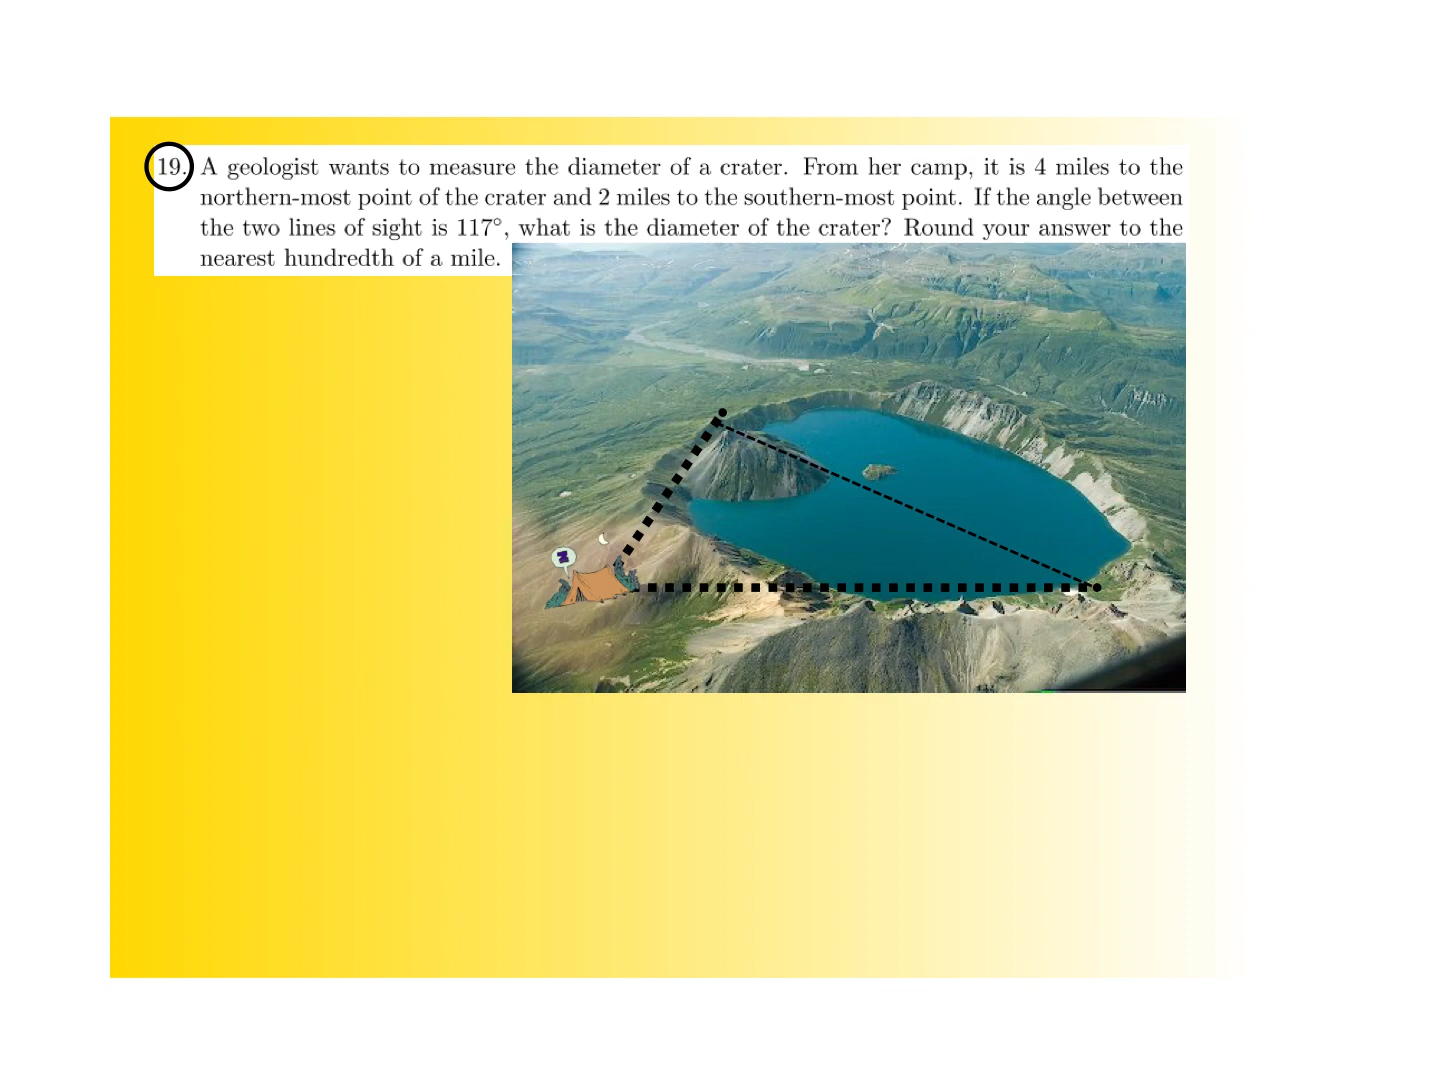 19. A geologist wants to measure the diameter of a crater. From her camp, it is 4 miles to the
northern-most point of the crater and 2 miles to the southern-most point. If the angle between
the two lines of sight is 117°, what is the diameter of the crater? Round your answer to the
nearest hundredth of a mile.
Z